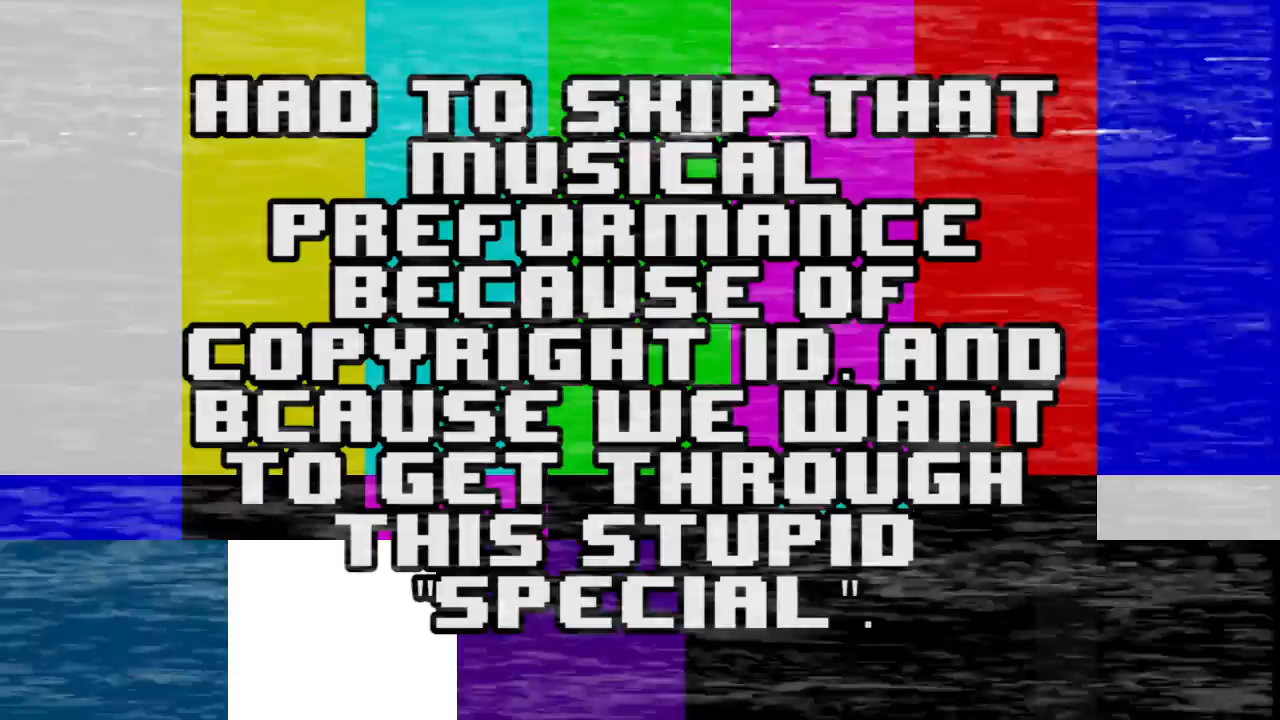 HAD TO SKIP THAT
MUSICAL
PREFORMANCE
BECAUSE OF
COPYRIGHT ID. AND
BCAUSE WE WANT
TO GET THROUGH
THIS STUPID
"SPECIAL".